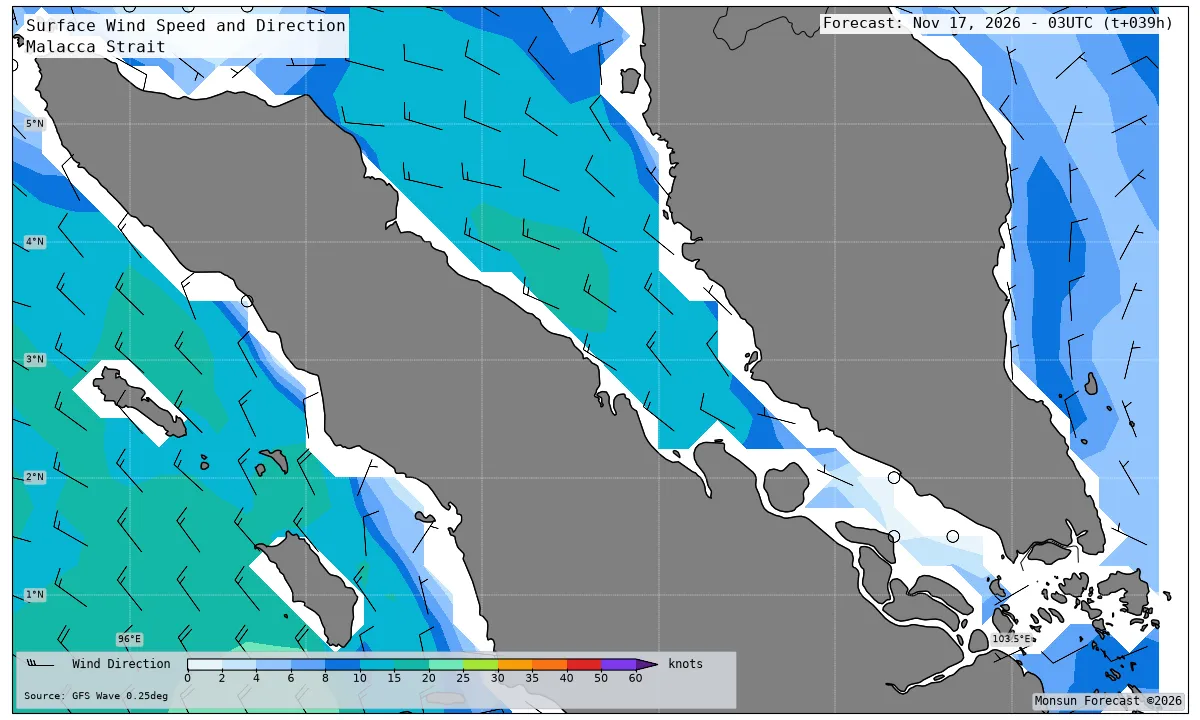 Surface Wind Speed and Direction
Malacca Strait
Forecast: Nov 17, 2026 - 03UTC (t+039h)
5°N
4°N
3°N
2°N
1°N
96°E
103.5°E
Wind Direction
0 2 4 6 8 10 15 20 25 30 35 40 50 60
knots
Source: GFS Wave 0.25deg
Monsun Forecast ©2026